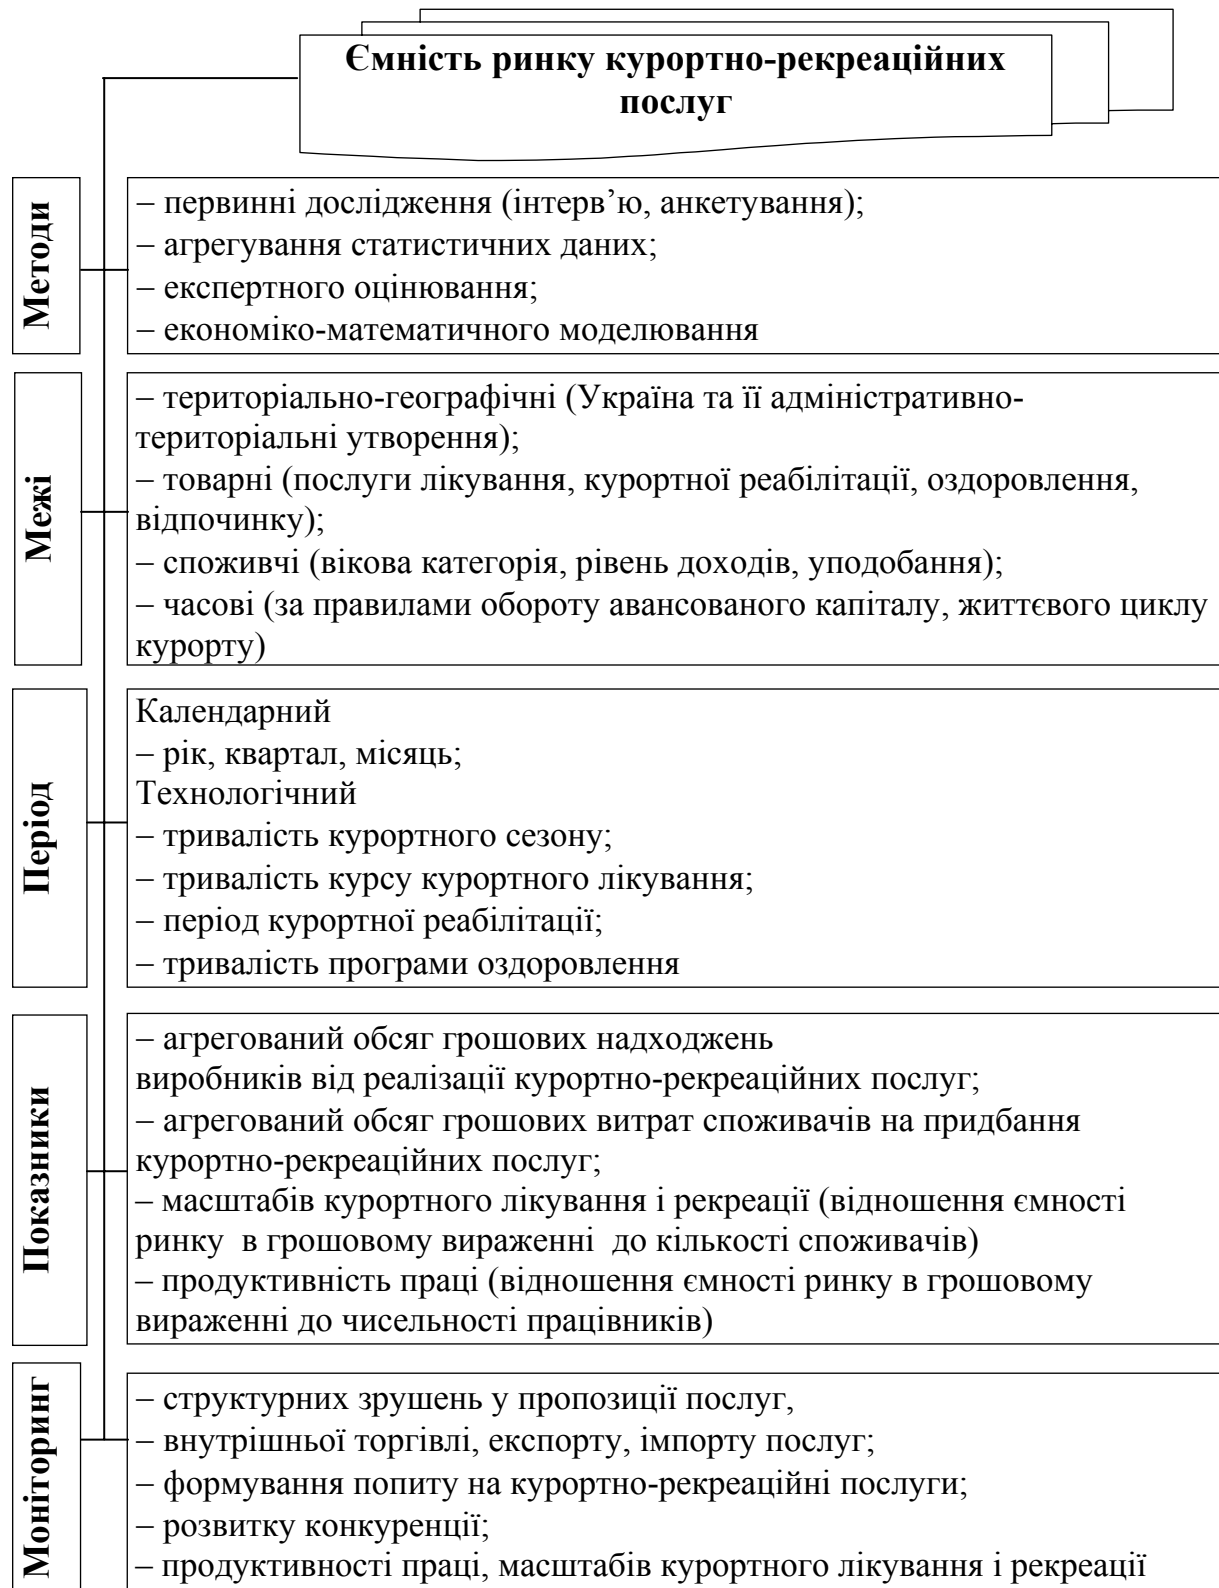 Ємність ринку курортно-рекреаційних
послуг
Методи
– первинні дослідження (інтерв’ю, анкетування);
– агрегування статистичних даних;
– експертного оцінювання;
– економіко-математичного моделювання
Межі
– територіально-географічні (Україна та її адміністративно-
територіальні утворення);
– товарні (послуги лікування, курортної реабілітації, оздоровлення,
відпочинку);
– споживчі (вікова категорія, рівень доходів, уподобання);
– часові (за правилами обороту авансованого капіталу, життєвого циклу
курорту)
Період
Календарний
– рік, квартал, місяць;
Технологічний
– тривалість курортного сезону;
– тривалість курсу курортного лікування;
– період курортної реабілітації;
– тривалість програми оздоровлення
Показники
– агрегований обсяг грошових надходжень
виробників від реалізації курортно-рекреаційних послуг;
– агрегований обсяг грошових витрат споживачів на придбання
курортно-рекреаційних послуг;
– масштабів курортного лікування і рекреації (відношення ємності
ринку в грошовому вираженні до кількості споживачів)
– продуктивність праці (відношення ємності ринку в грошовому
вираженні до чисельності працівників)
Моніторинг
– структурних зрушень у пропозиції послуг,
– внутрішньої торгівлі, експорту, імпорту послуг;
– формування попиту на курортно-рекреаційні послуги;
– розвитку конкуренції;
– продуктивності праці, масштабів курортного лікування і рекреації